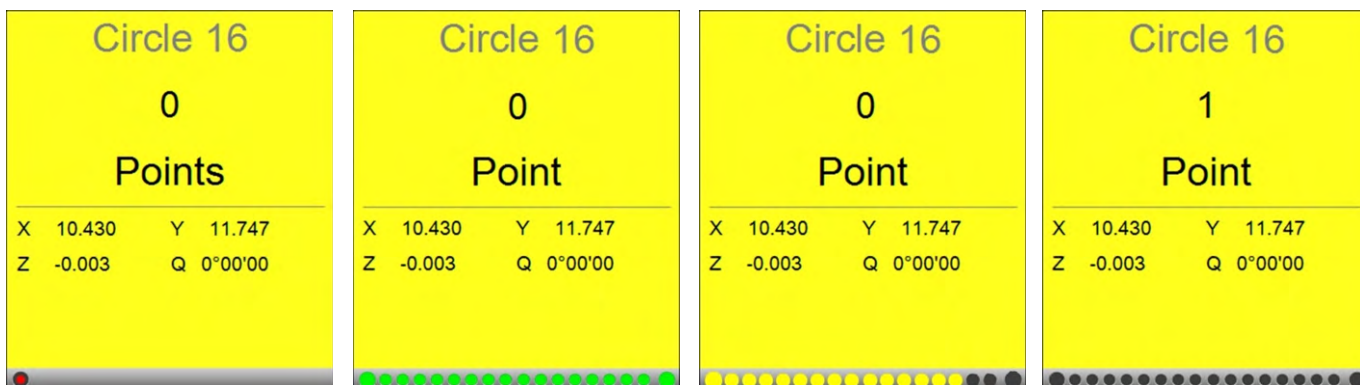 Circle 16
0
Points
X 10.430 Y 11.747
Z -0.003 Q 0°00'00
Circle 16
0
Point
X 10.430 Y 11.747
Z -0.003 Q 0°00'00
Circle 16
0
Point
X 10.430 Y 11.747
Z -0.003 Q 0°00'00
Circle 16
1
Point
X 10.430 Y 11.747
Z -0.003 Q 0°00'00